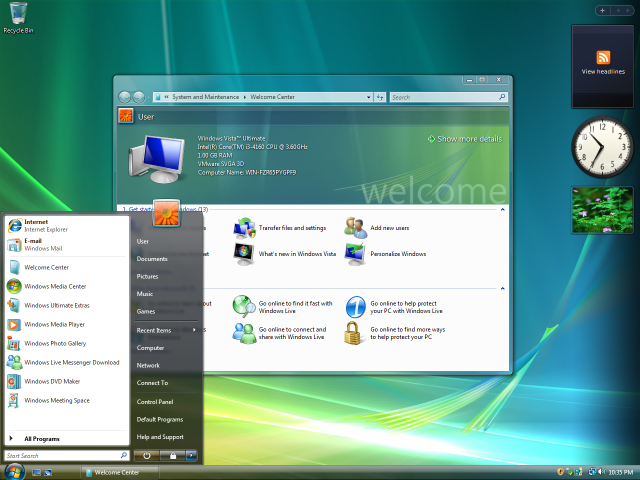 Recycle Bin
View headlines
System and Maintenance
Welcome Center
Search
User
Windows Vista™ Ultimate
Intel(R) Core(TM) i3-4160 CPU @ 3.60GHz
1.00 GB RAM
VMware SVGA 3D
Computer Name: WIN-FZR65PYGPF9
Show more details
welcome
Transfer files and settings
Add new users
What's new in Windows Vista
Personalize Windows
Go online to find it fast with
Windows Live
Go online to help protect
your PC with Windows Live
Go online to connect and
share with Windows Live
Go online to find more ways
to help protect your PC
Internet
Internet Explorer
E-mail
Windows Mail
Welcome Center
Windows Media Center
Windows Ultimate Extras
Windows Media Player
Windows Photo Gallery
Windows Live Messenger Download
Windows DVD Maker
Windows Meeting Space
All Programs
Start Search
User
Documents
Pictures
Music
Games
Recent Items
Computer
Network
Connect To
Control Panel
Default Programs
Help and Support
Welcome Center
10:35 PM